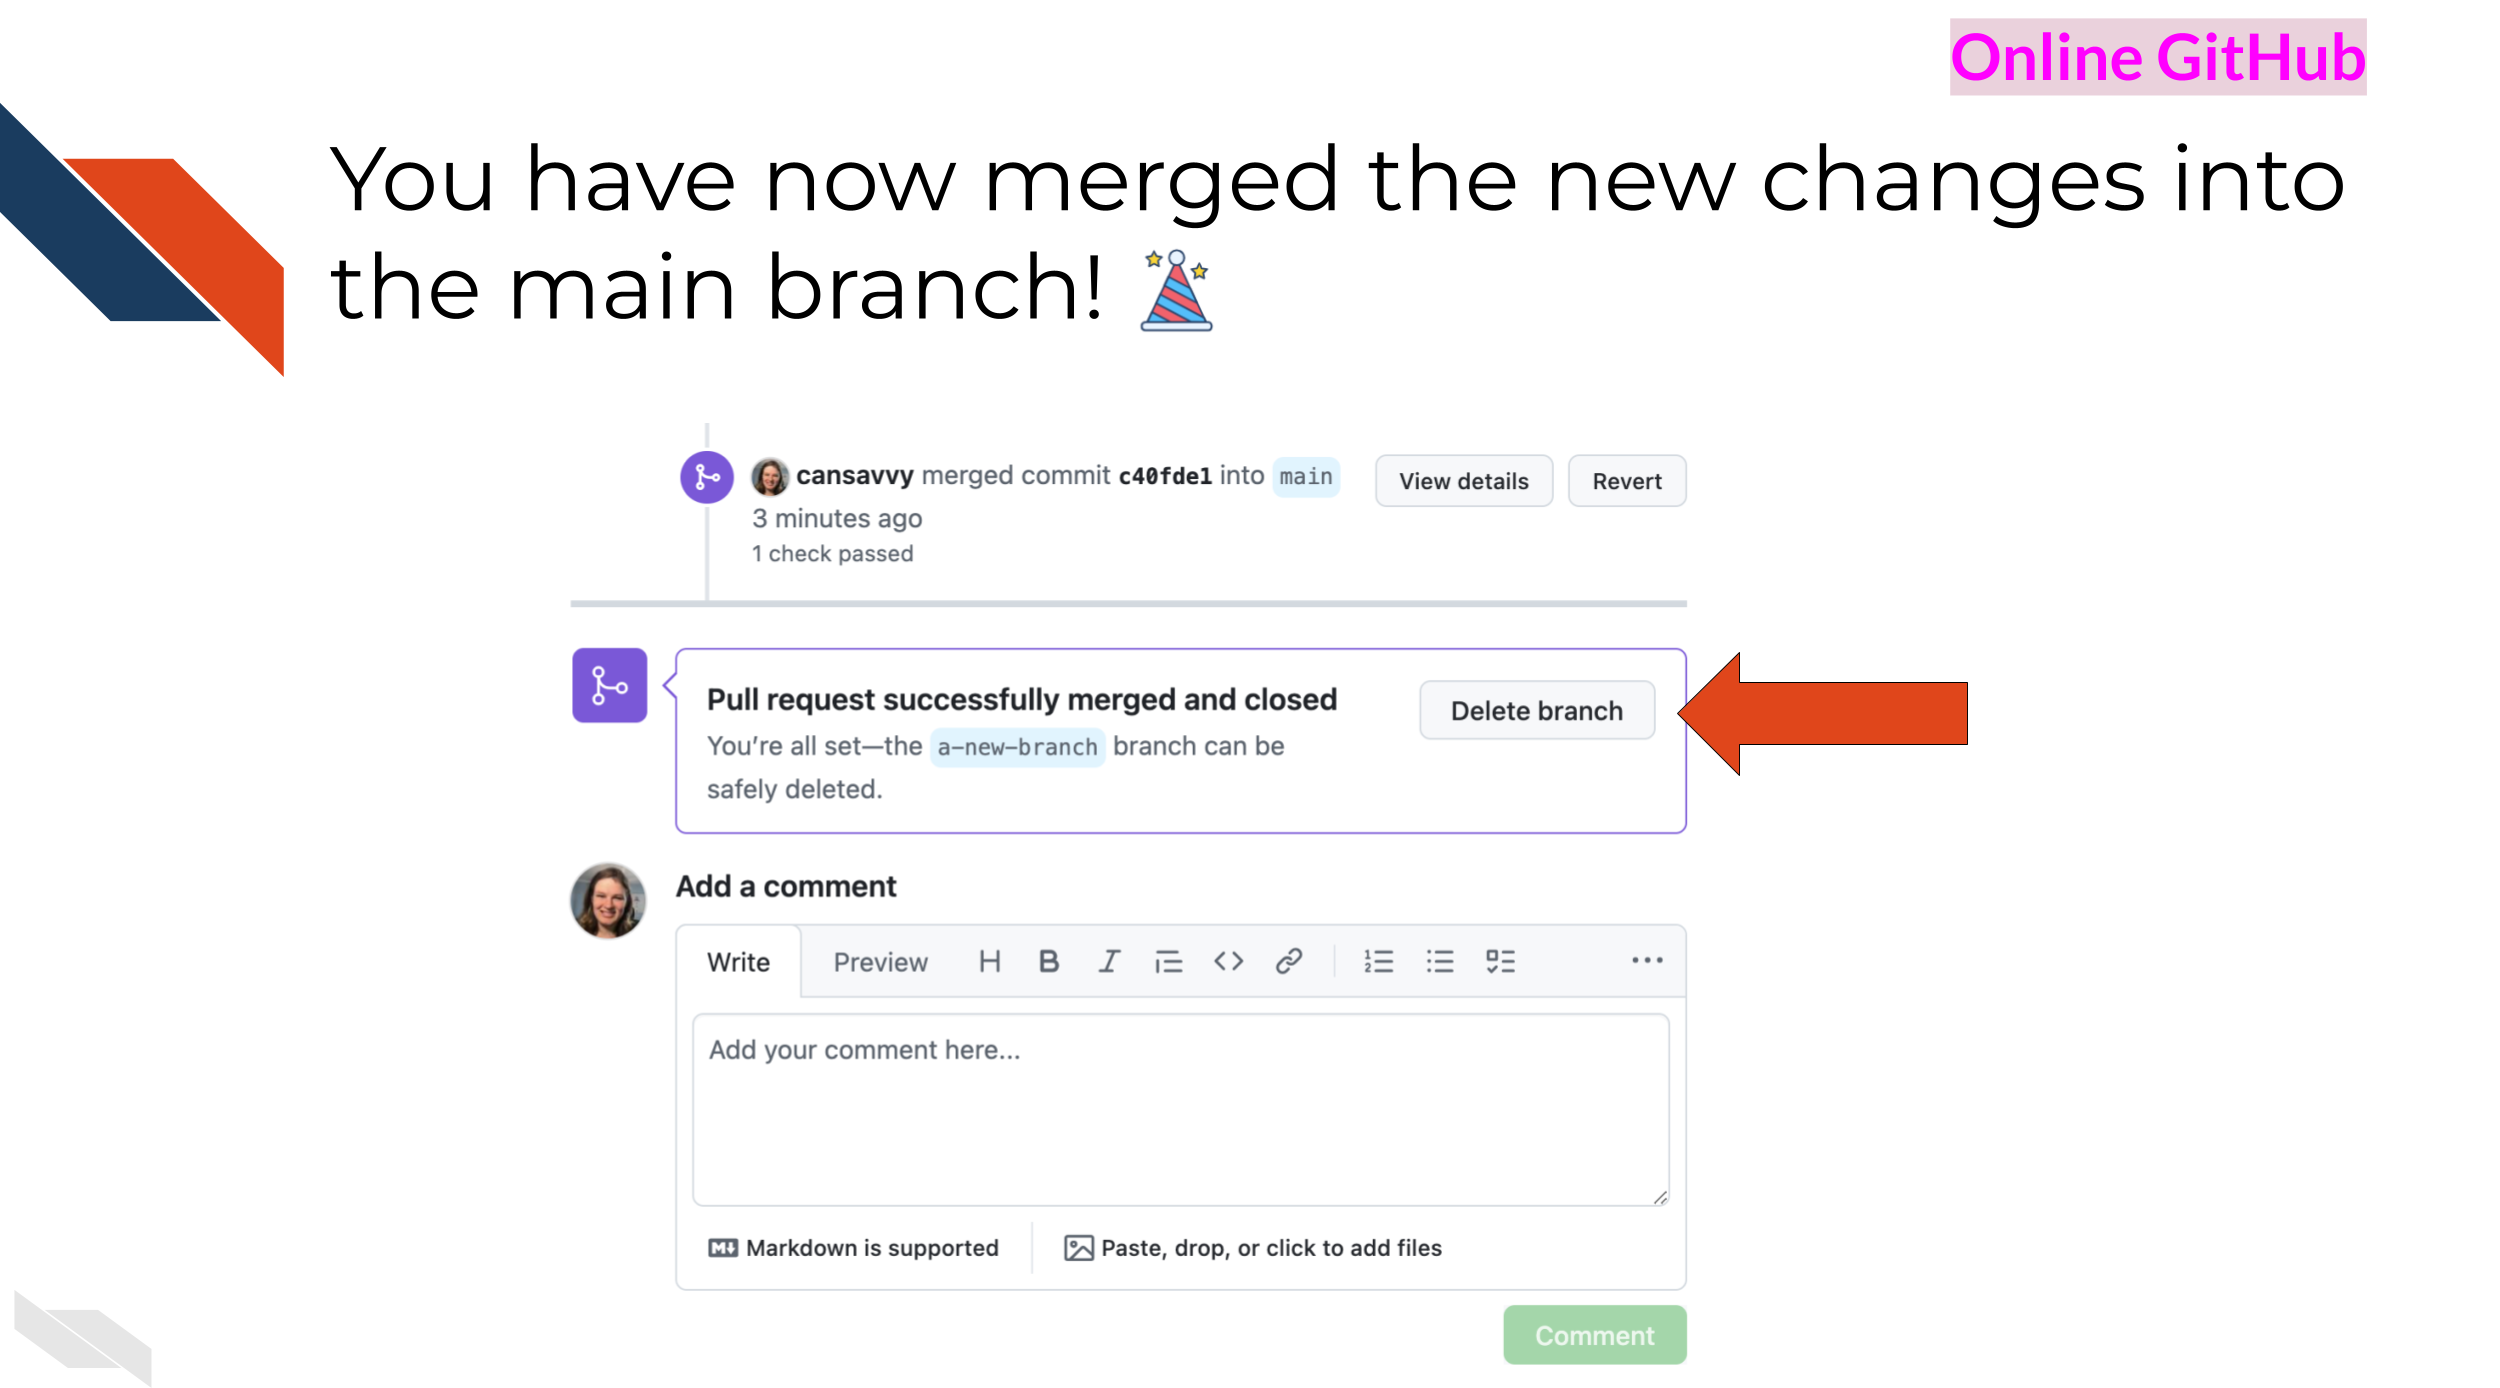 Online GitHub
You have now merged the new changes into
the main branch!
cansavvy merged commit c40fde1 into main
View details
Revert
3 minutes ago
1 check passed
Pull request successfully merged and closed
Delete branch
You’re all set—the a-new-branch branch can be
safely deleted.
Add a comment
Write
Preview
Add your comment here...
Markdown is supported
Paste, drop, or click to add files
Comment